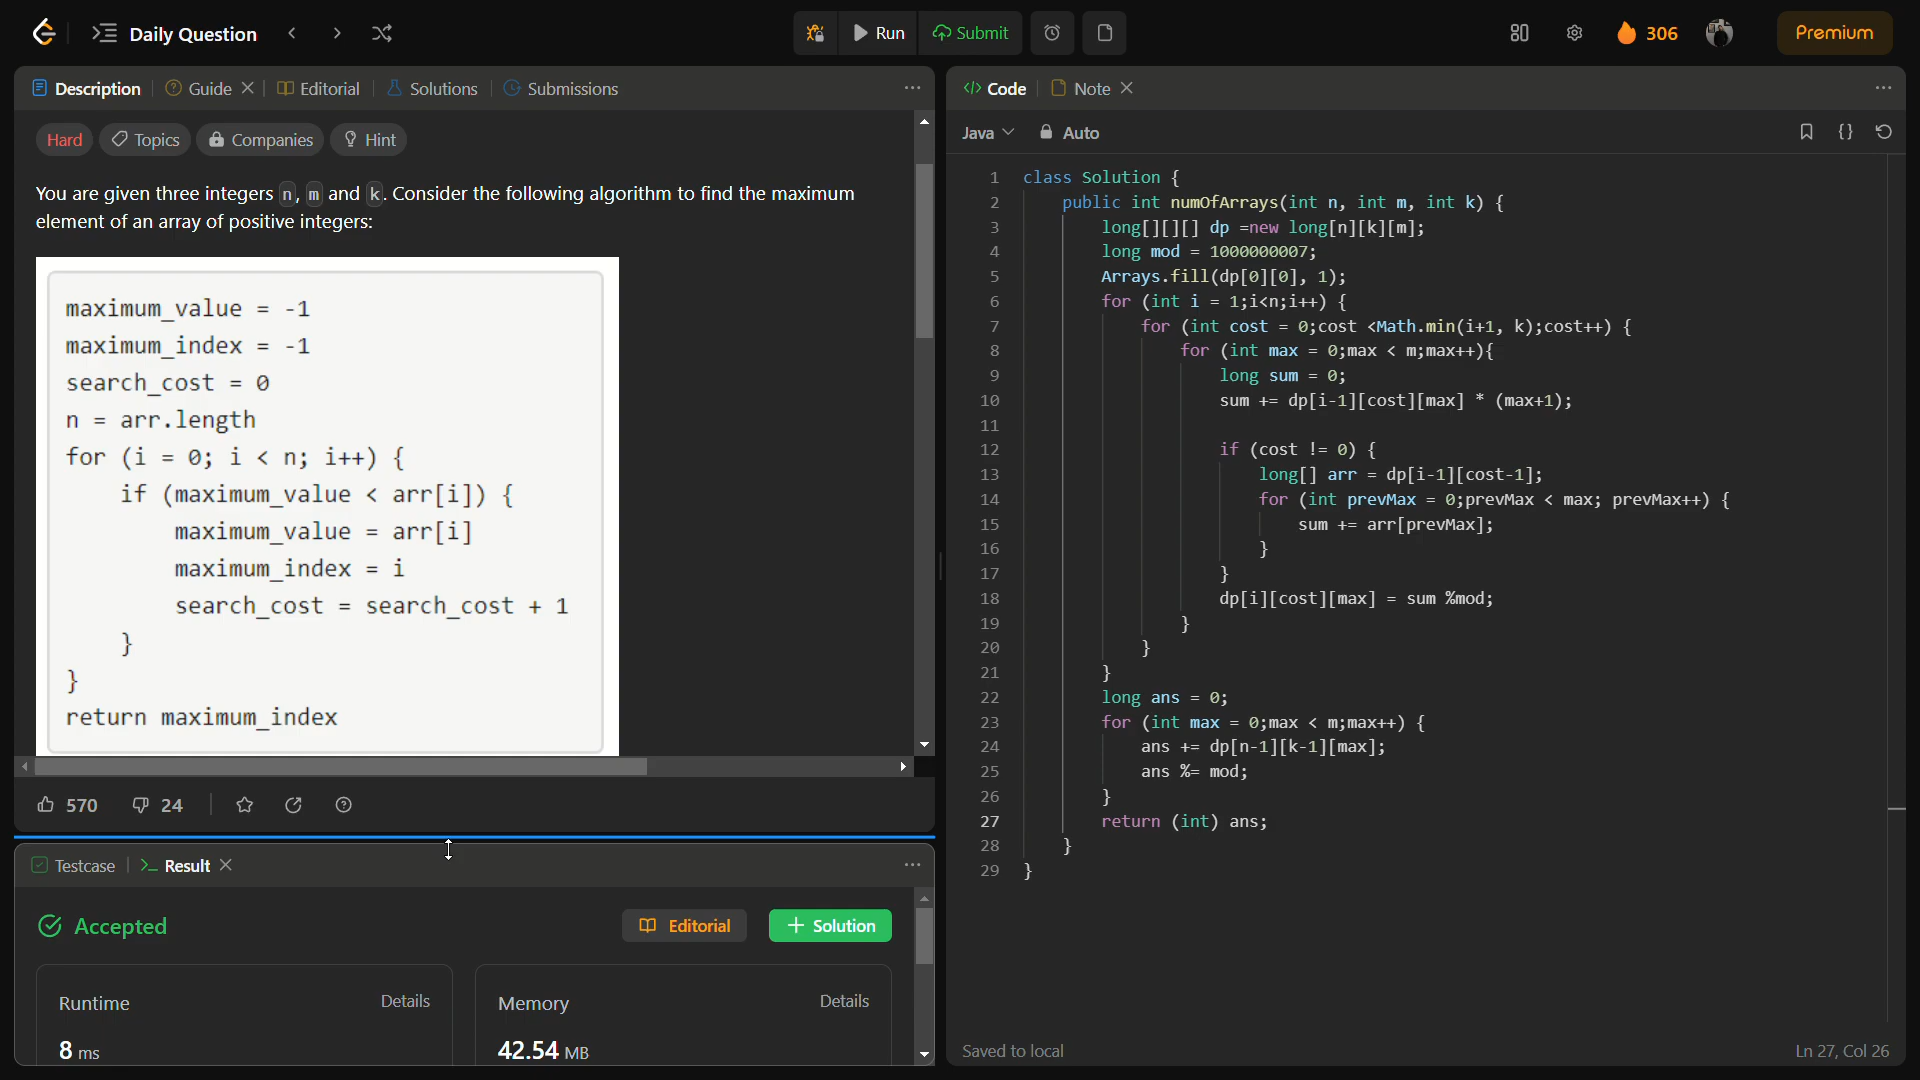 Daily Question
Run
Submit
306
Premium
Description
Guide
Editorial
Solutions
Submissions
Hard
Topics
Companies
Hint
You are given three integers n, m and k. Consider the following algorithm to find the maximum
element of an array of positive integers:
maximum_value = -1
maximum_index = -1
search_cost = 0
n = arr.length
for (i = 0; i < n; i++) {
    if (maximum_value < arr[i]) {
        maximum_value = arr[i]
        maximum_index = i
        search_cost = search_cost + 1
    }
}
return maximum_index
570
24
Testcase
Result
Accepted
Editorial
Solution
Runtime
Details
8 ms
Memory
Details
42.54 MB
Code
Note
Java
Auto
1 class Solution {
2     public int numOfArrays(int n, int m, int k) {
3         long[][][] dp =new long[n][k][m];
4         long mod = 1000000007;
5         Arrays.fill(dp[0][0], 1);
6         for (int i = 1;i<n;i++) {
7             for (int cost = 0;cost <Math.min(i+1, k);cost++) {
8                 for (int max = 0;max < m;max++){
9                     long sum = 0;
10                     sum += dp[i-1][cost][max] * (max+1);
11
12                     if (cost != 0) {
13                         long[] arr = dp[i-1][cost-1];
14                         for (int prevMax = 0;prevMax < max; prevMax++) {
15                             sum += arr[prevMax];
16                         }
17                     }
18                     dp[i][cost][max] = sum %mod;
19                 }
20             }
21         }
22         long ans = 0;
23         for (int max = 0;max < m;max++) {
24             ans += dp[n-1][k-1][max];
25             ans %= mod;
26         }
27         return (int) ans;
28     }
29 }
Saved to local
Ln 27, Col 26